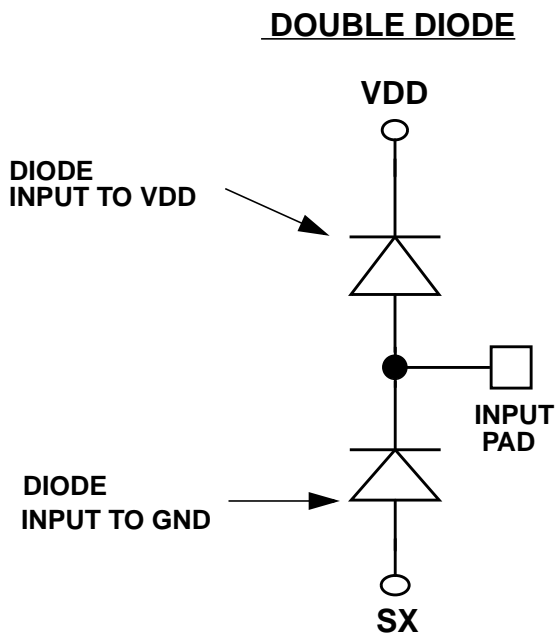 DOUBLE DIODE
VDD
DIODE
INPUT TO VDD
INPUT
PAD
DIODE
INPUT TO GND
SX